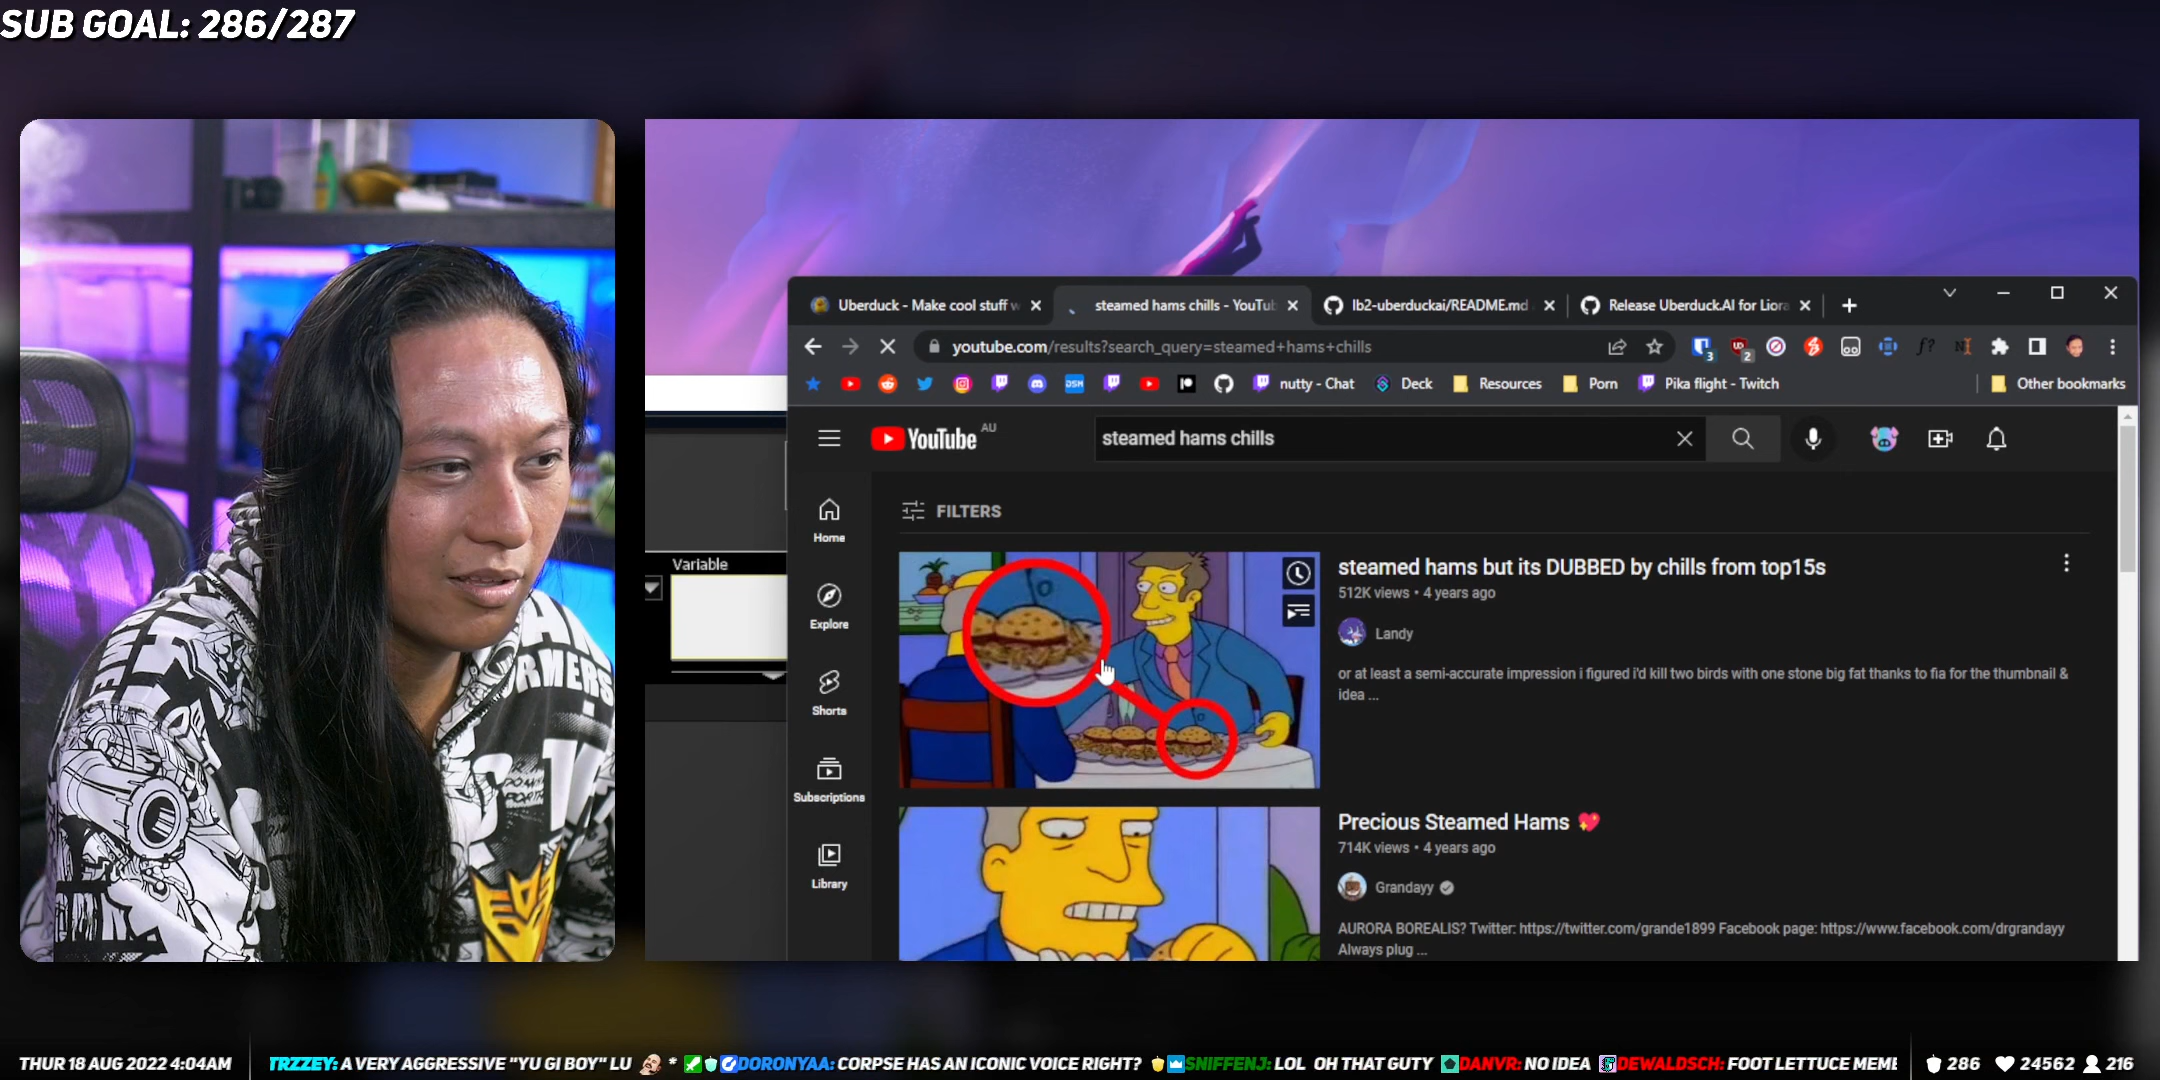 SUB GOAL: 286/287
Uberduck - Make cool stuff w
steamed hams chills - YouTub
lb2-uberduckai/README.md
Release Uberduck.AI for Liora
youtube.com/results?search_query=steamed+hams+chills
3
2
nutty - Chat
Deck
Resources
Porn
Pika flight - Twitch
Other bookmarks
YouTube AU
steamed hams chills
Home
Explore
Shorts
Subscriptions
Library
FILTERS
steamed hams but its DUBBED by chills from top15s
512K views • 4 years ago
Landy
or at least a semi-accurate impression i figured i'd kill two birds with one stone big fat thanks to fia for the thumbnail &
idea ...
Precious Steamed Hams 💖
714K views • 4 years ago
Grandayy
AURORA BOREALIS? Twitter: https://twitter.com/grande1899 Facebook page: https://www.facebook.com/drgrandayy
Always plug ...
Variable
THUR 18 AUG 2022 4:04AM
TRZZEY: A VERY AGGRESSIVE "YU GI BOY" LU * DORONYAA: CORPSE HAS AN ICONIC VOICE RIGHT? SNIFFENJ: LOL OH THAT GUTY DANVR: NO IDEA DEWALDSCH: FOOT LETTUCE MEME
286 24562 216